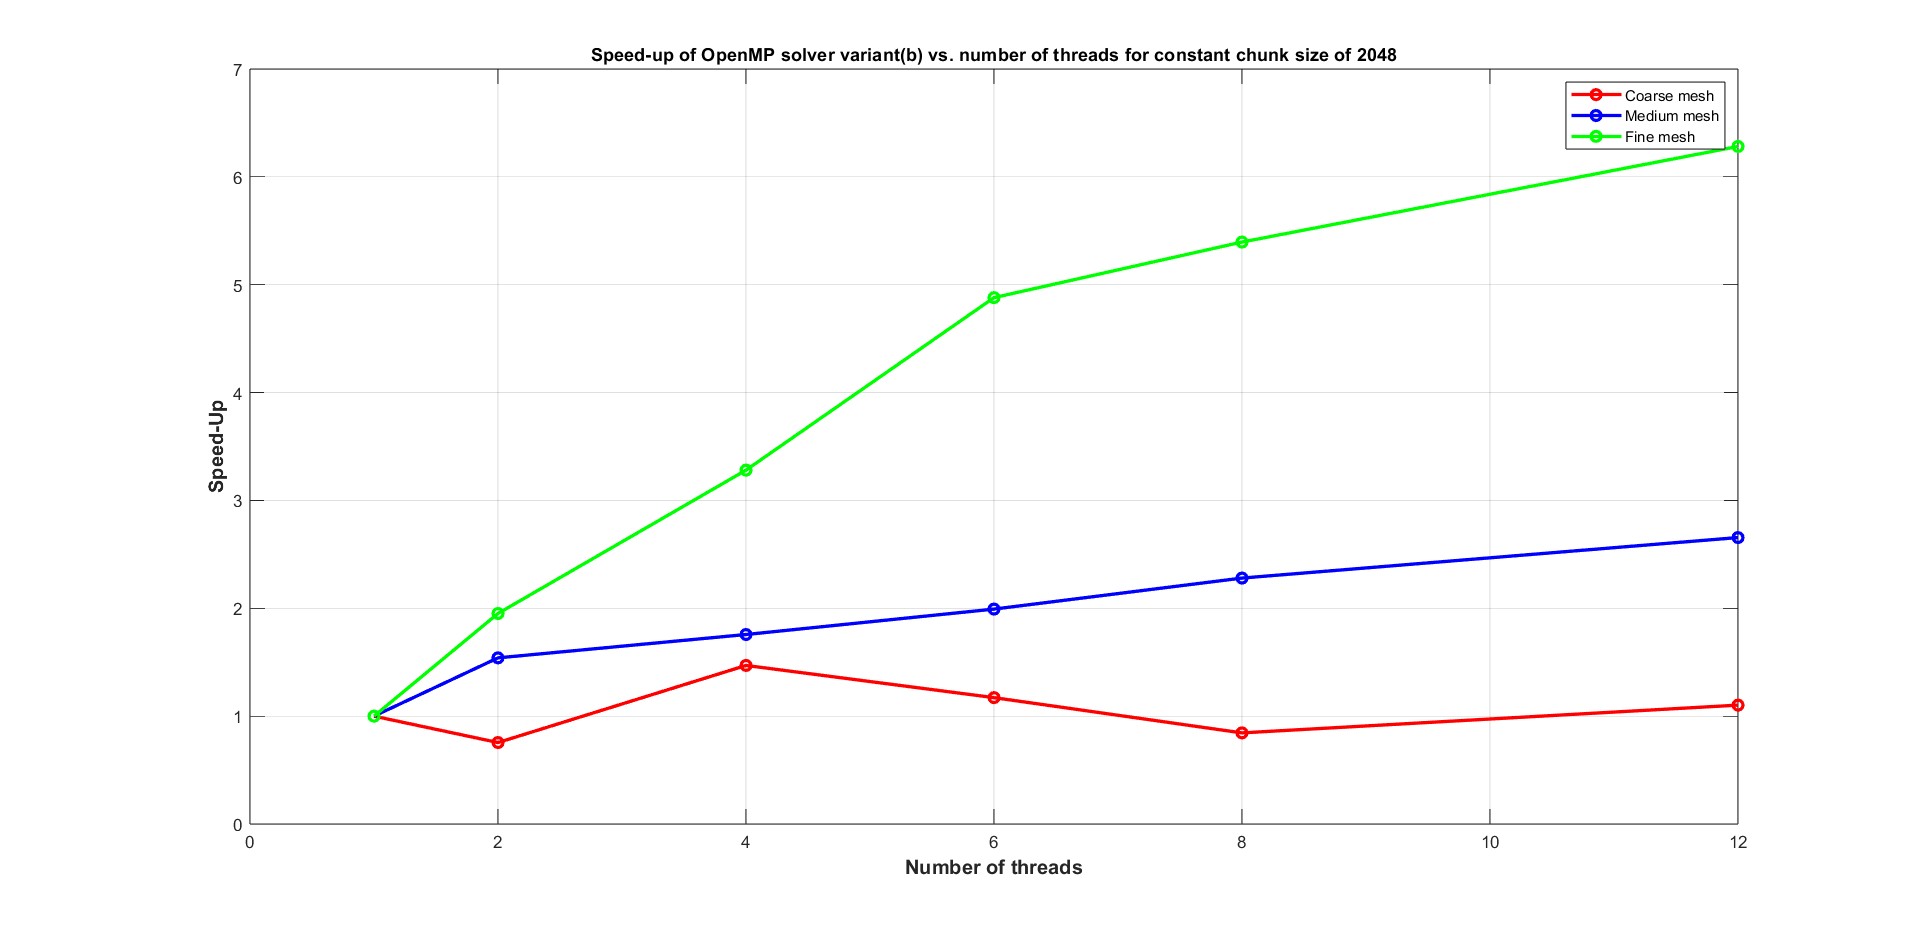 Speed-up of OpenMP solver variant(b) vs. number of threads for constant chunk size of 2048
7
6
5
4
3
2
1
0
Speed-Up
Coarse mesh
Medium mesh
Fine mesh
0 2 4 6 8 10 12
Number of threads